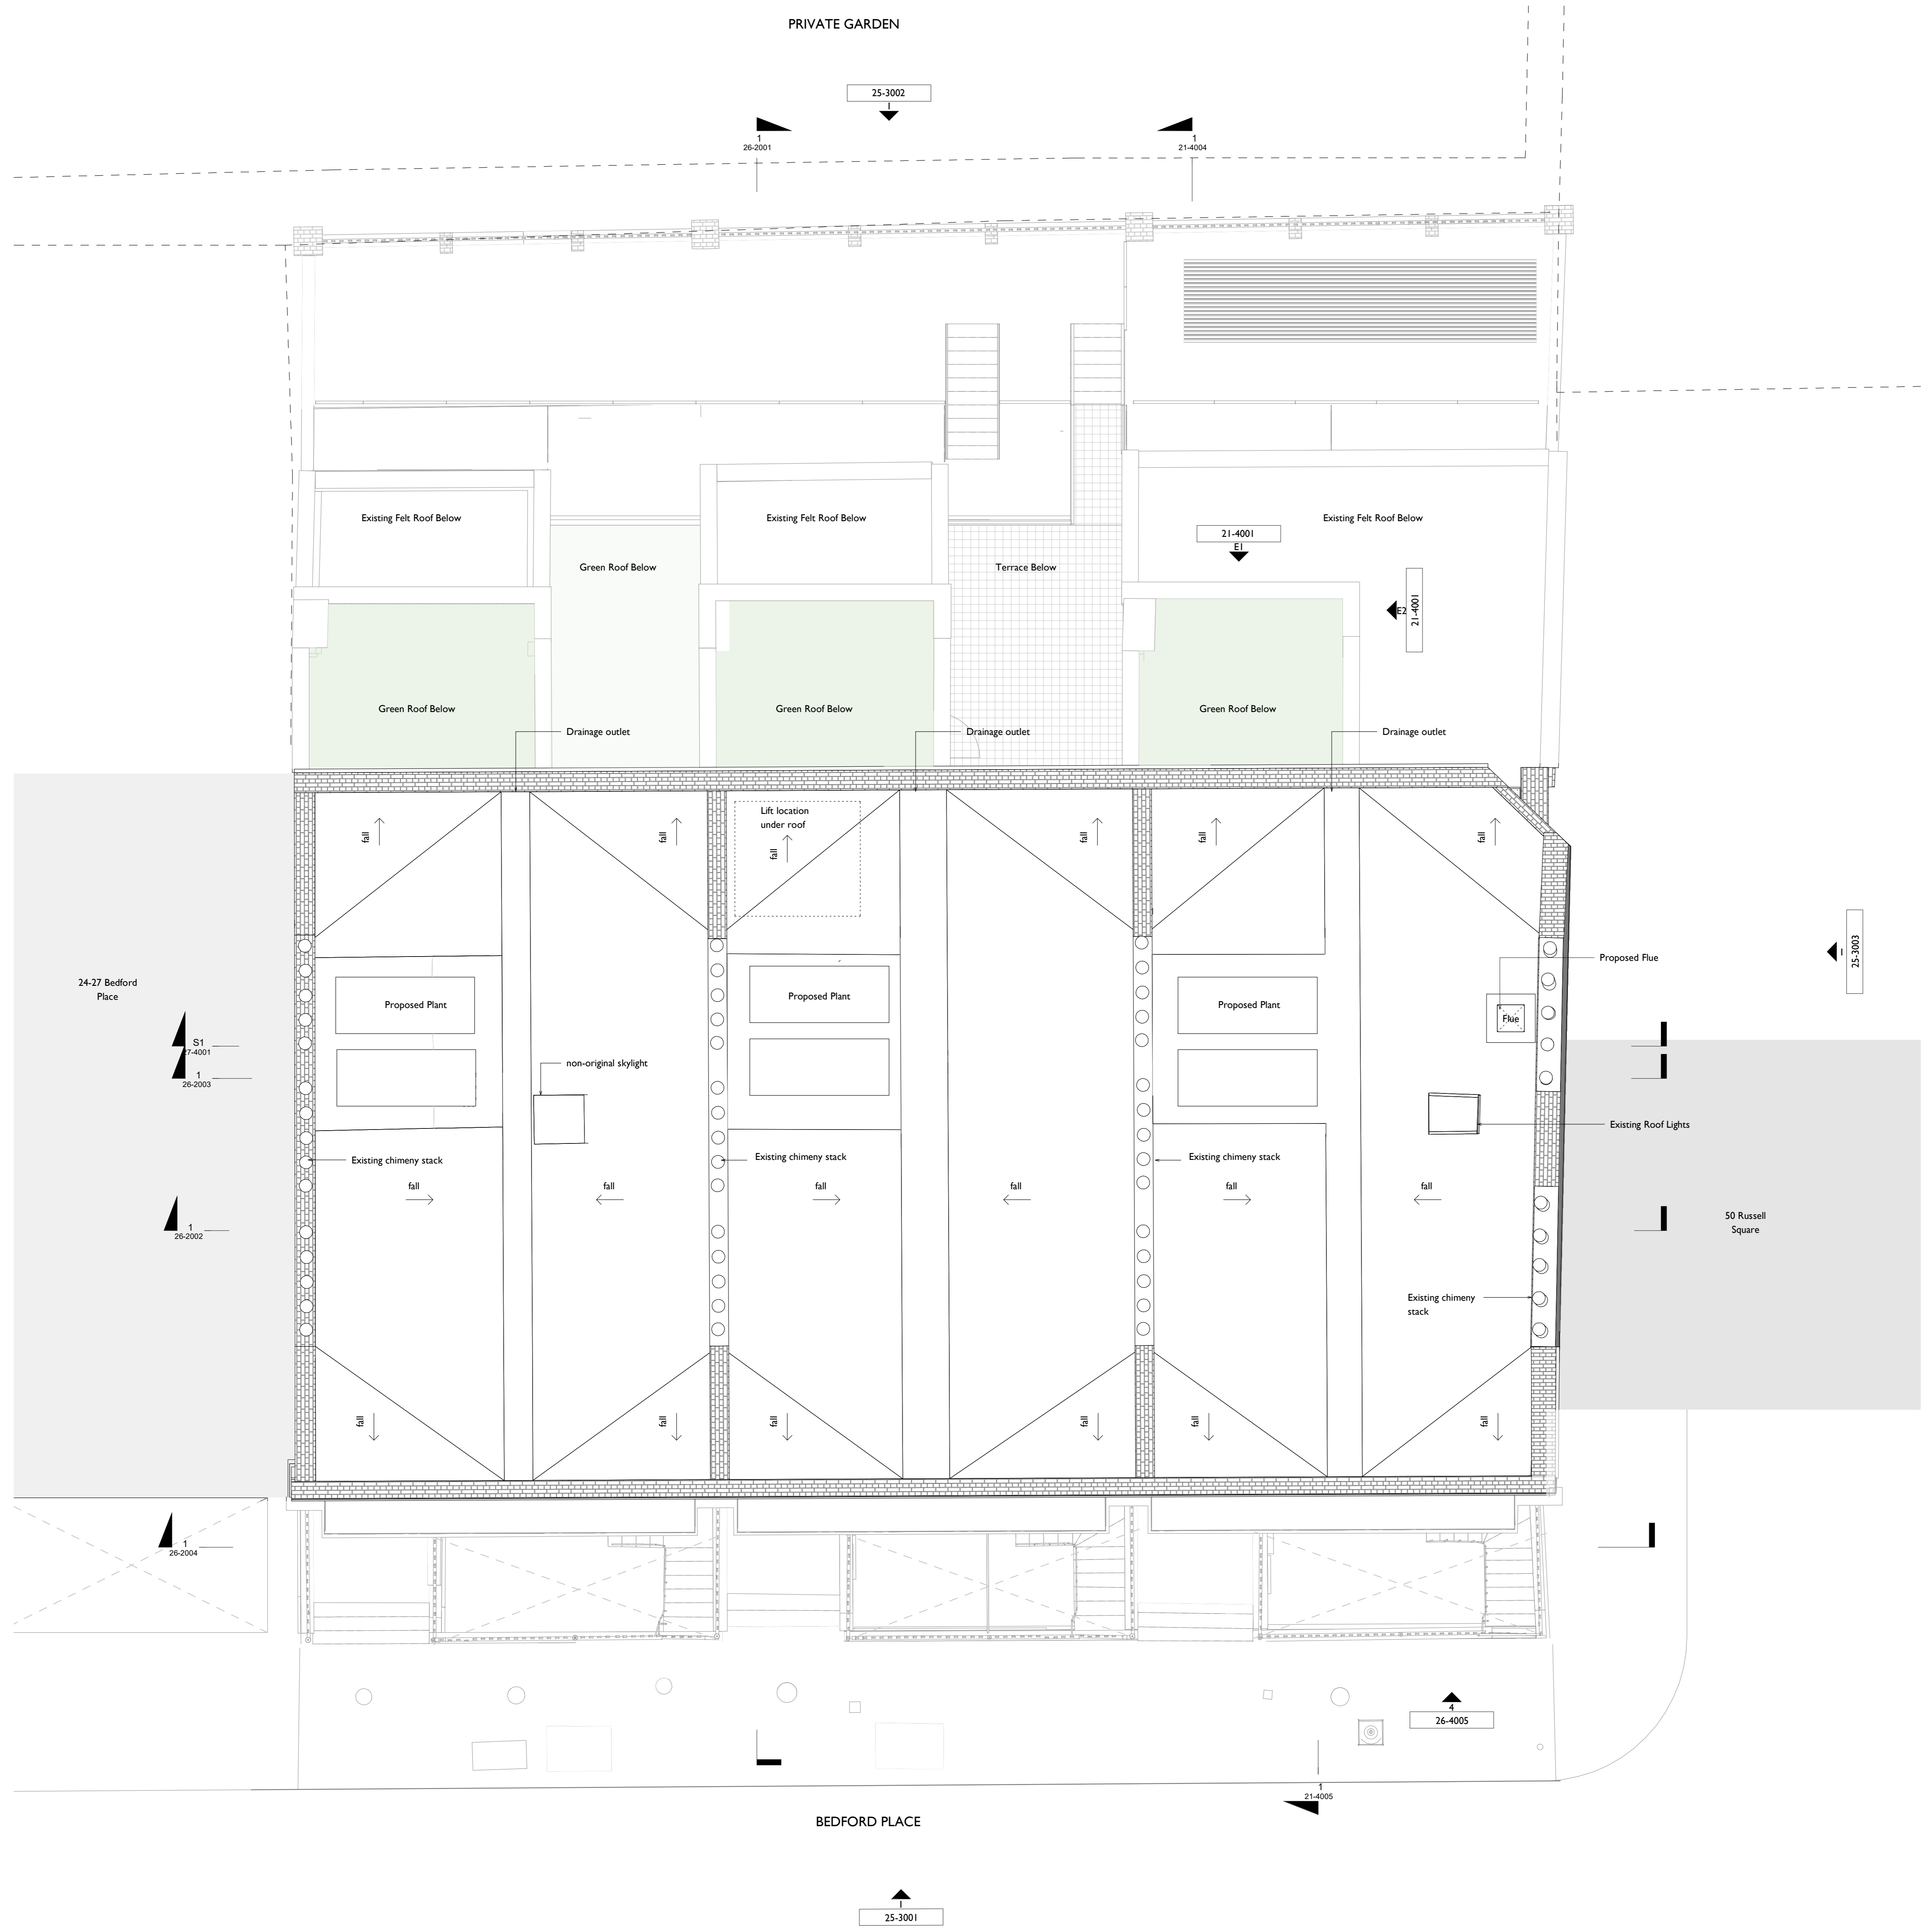 PRIVATE GARDEN
25-3002
1
1
26-2001
1
21-4004
Existing Felt Roof Below
Existing Felt Roof Below
Existing Felt Roof Below
21-4001
E1
Green Roof Below
Terrace Below
E2
21-4001
Green Roof Below
Green Roof Below
Green Roof Below
Drainage outlet
Drainage outlet
Drainage outlet
Lift location
under roof
fall
fall
fall
fall
fall
fall
Proposed Flue
1
25-3003
24-27 Bedford
Place
Proposed Plant
Proposed Plant
Proposed Plant
Flue
S1
27-4001
1
26-2003
non-original skylight
Existing Roof Lights
Existing chimeny stack
Existing chimeny stack
Existing chimeny stack
fall
fall
fall
fall
fall
fall
1
26-2002
50 Russell
Square
Existing chimeny
stack
fall
fall
fall
fall
fall
fall
1
26-2004
4
26-4005
1
21-4005
BEDFORD PLACE
1
25-3001